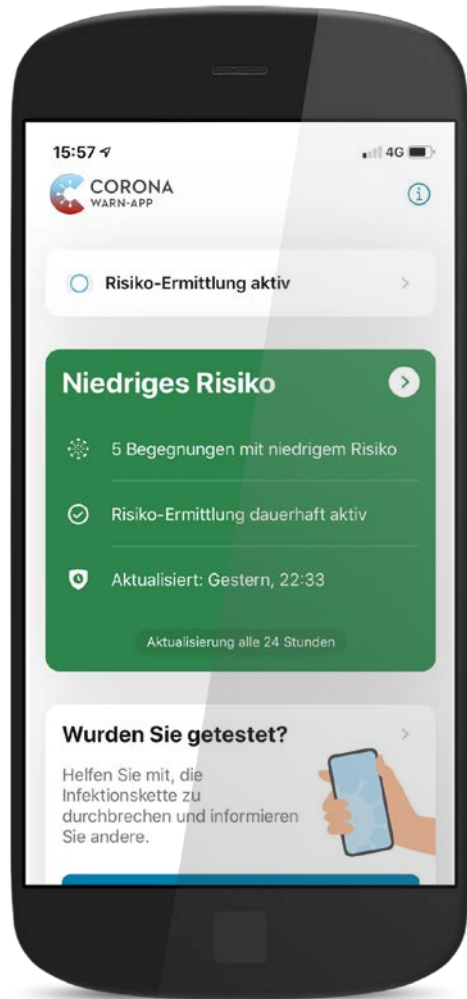 15:57
4G
CORONA
WARN-APP
Risiko-Ermittlung aktiv
Niedriges Risiko
5 Begegnungen mit niedrigem Risiko
Risiko-Ermittlung dauerhaft aktiv
Aktualisiert: Gestern, 22:33
Aktualisierung alle 24 Stunden
Wurden Sie getestet?
Helfen Sie mit, die
Infektionskette zu
durchbrechen und informieren
Sie andere.